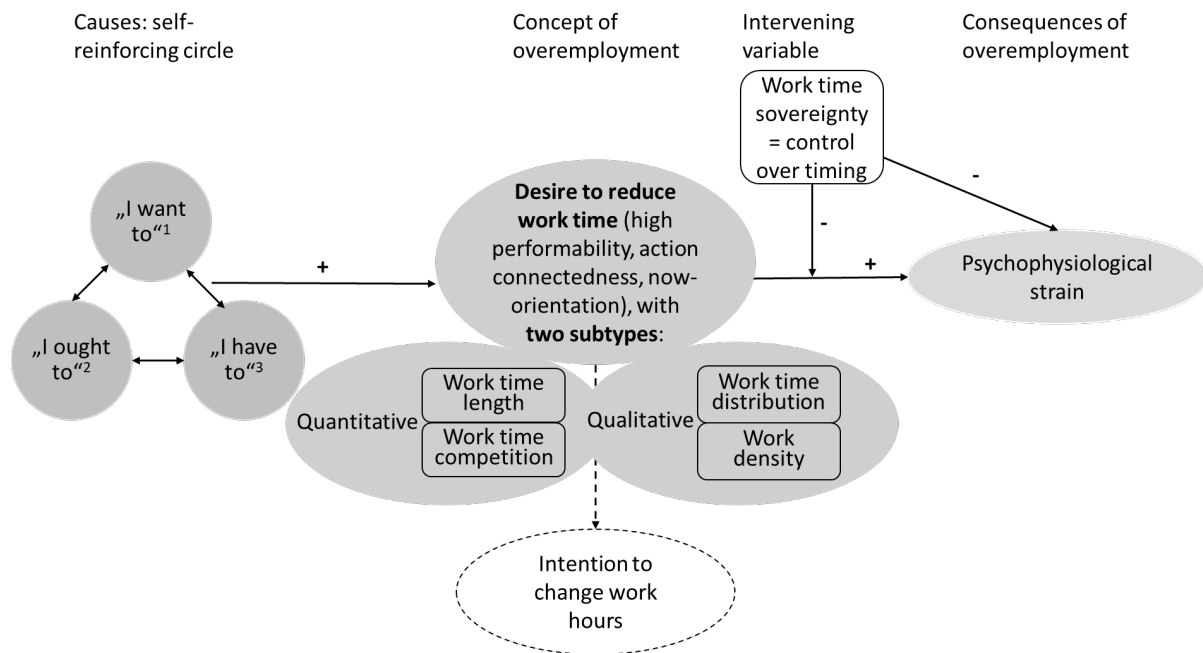 Causes: self-
reinforcing circle
Concept of
overemployment
Intervening
variable
Consequences of
overemployment
Work time
sovereignty
= control
over timing
„I want
to“1
„I ought
to“2
„I have
to“3
+
Desire to reduce
work time (high
performability, action
connectedness, now-
orientation), with
two subtypes:
-
-
+
Psychophysiological
strain
Quantitative
Work time
length
Work time
competition
Qualitative
Work time
distribution
Work
density
Intention to
change work
hours